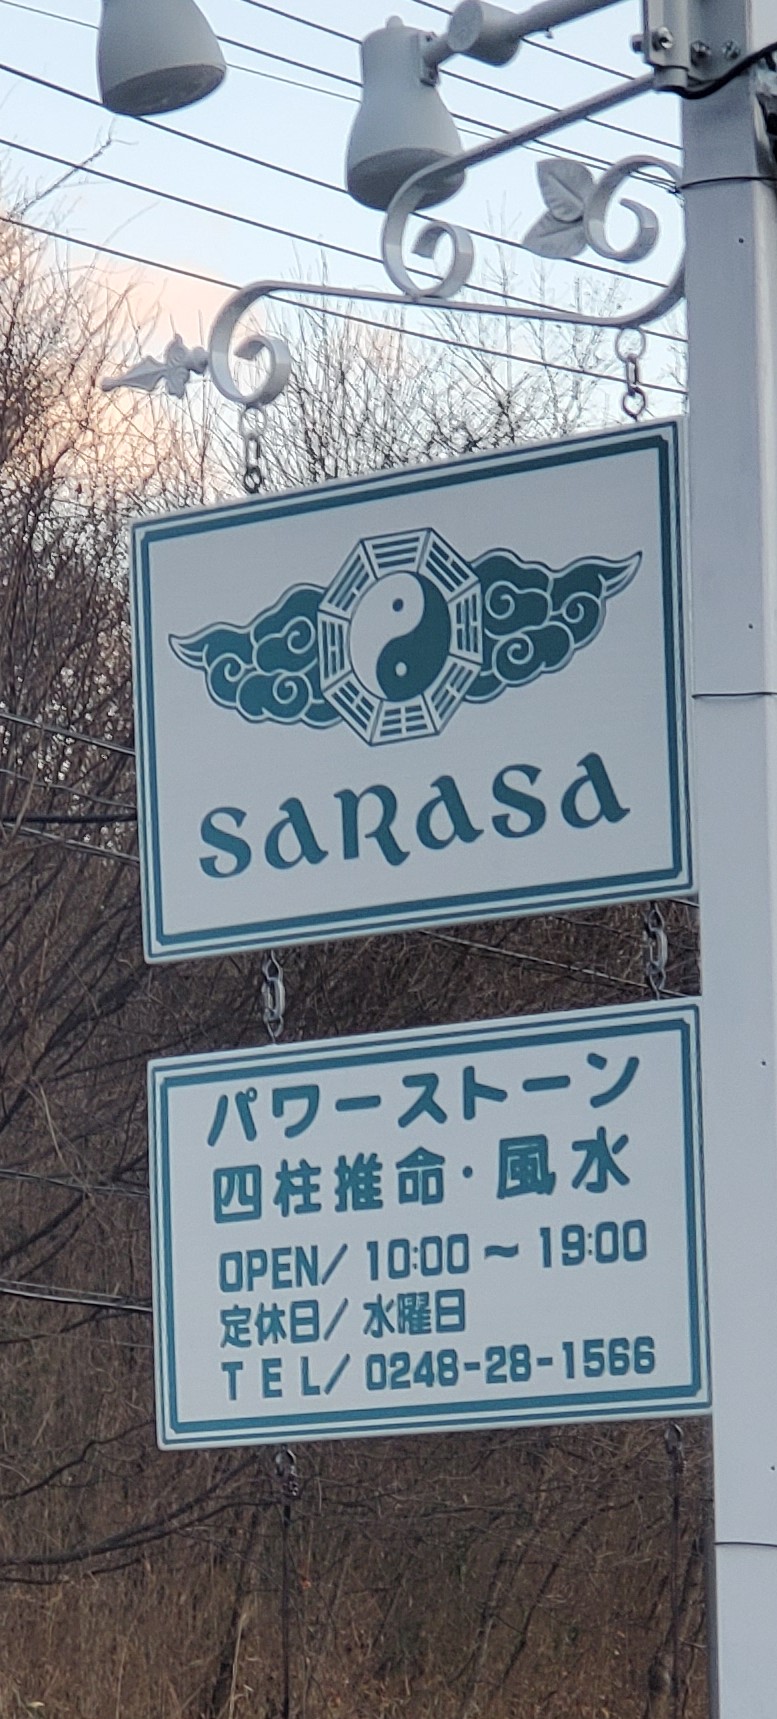 SARASA
パワーストーン
四柱推命・風水
OPEN/ 10:00 ~ 19:00
定休日/ 水曜日
TEL/ 0248-28-1566